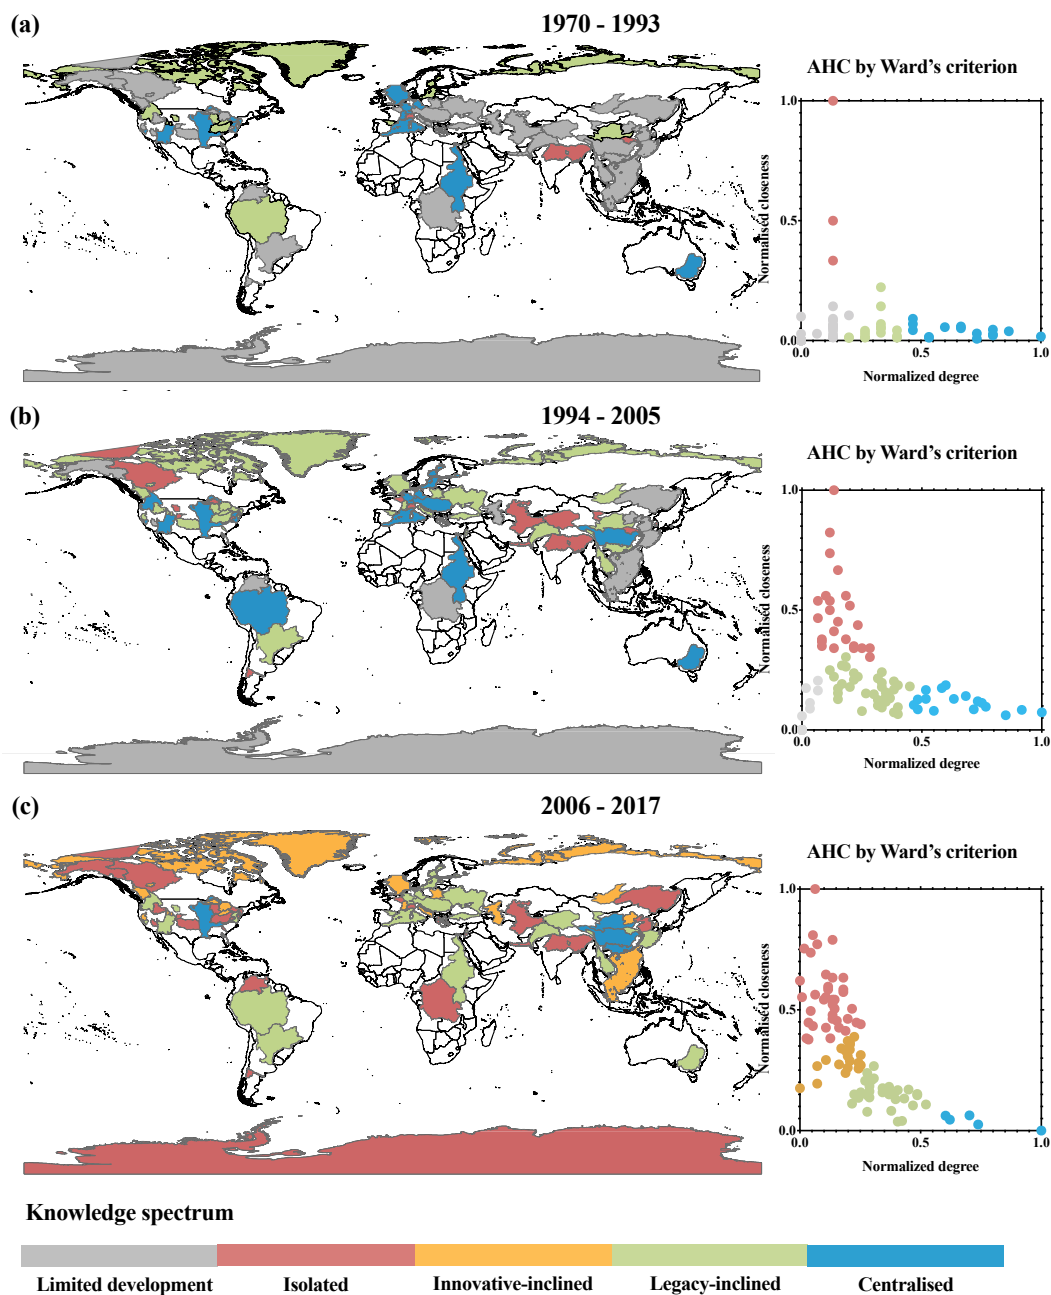 (a)
1970 - 1993
AHC by Ward's criterion
1.0
0.5
0.0
Normalised closeness
0.0
0.5
1.0
Normalized degree
(b)
1994 - 2005
AHC by Ward's criterion
1.0
0.5
0.0
Normalised closeness
0.0
0.5
1.0
Normalized degree
(c)
2006 - 2017
AHC by Ward's criterion
1.0
0.5
0.0
Normalised closeness
0.0
0.5
1.0
Normalized degree
Knowledge spectrum
Limited development
Isolated
Innovative-inclined
Legacy-inclined
Centralised